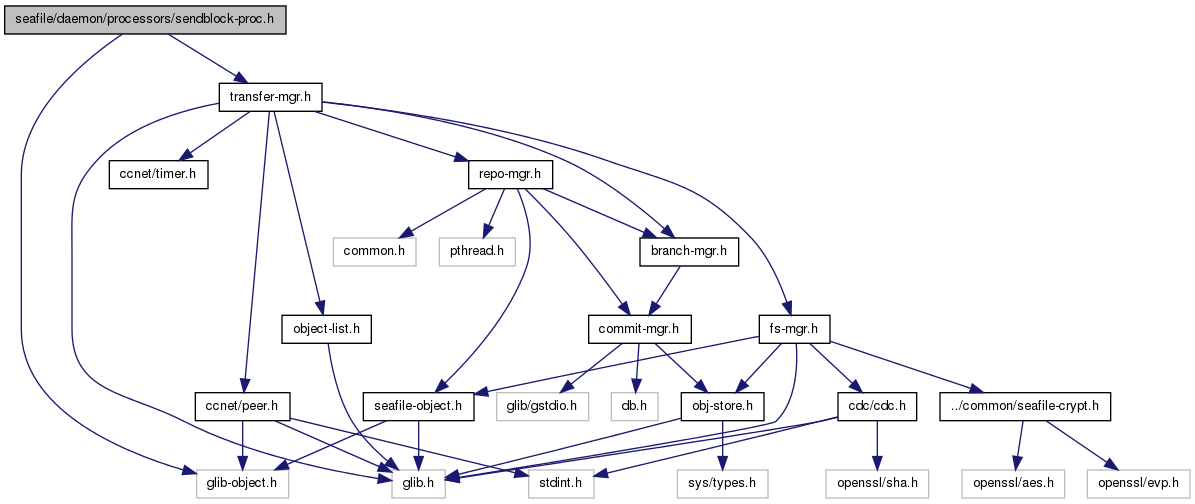 seafile/daemon/processors/sendblock-proc.h
transfer-mgr.h
ccnet/timer.h
repo-mgr.h
common.h
pthread.h
branch-mgr.h
object-list.h
commit-mgr.h
fs-mgr.h
ccnet/peer.h
seafile-object.h
glib/gstdio.h
db.h
obj-store.h
cdc/cdc.h
../common/seafile-crypt.h
glib-object.h
glib.h
stdint.h
sys/types.h
openssl/sha.h
openssl/aes.h
openssl/evp.h